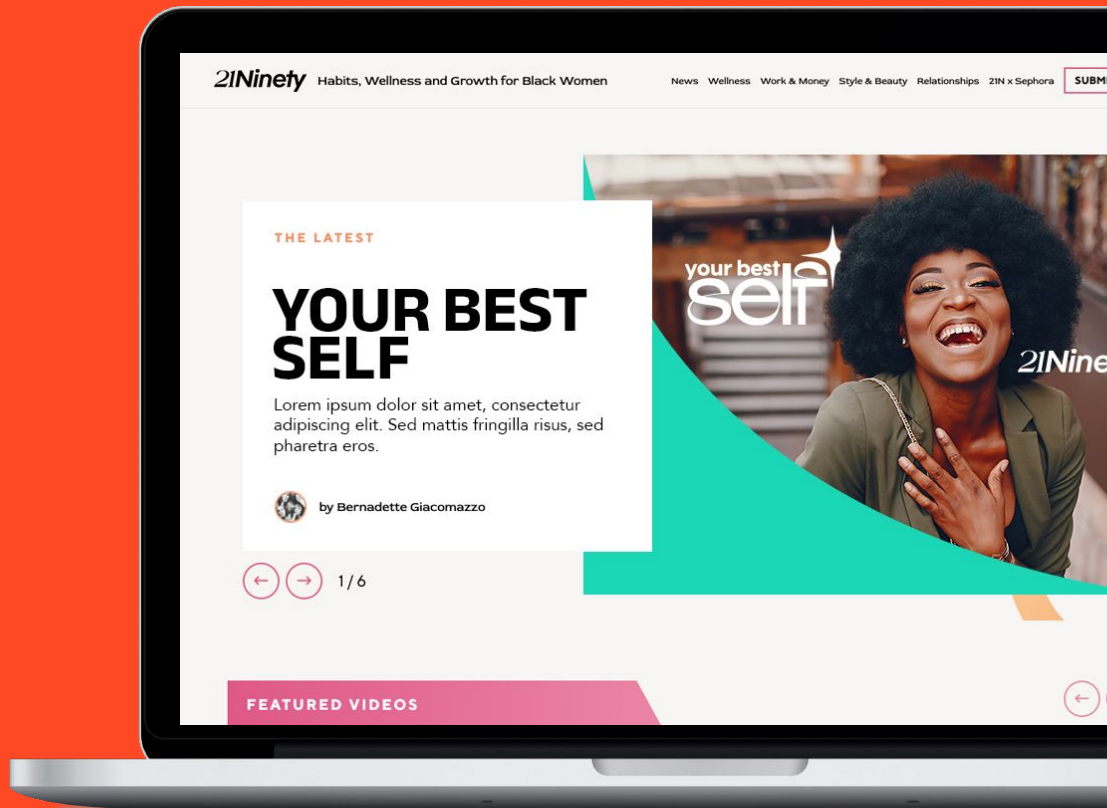 21Ninety
Habits, Wellness and Growth for Black Women
News Wellness Work & Money Style & Beauty Relationships 21N x Sephora
THE LATEST
YOUR BEST
SELF
Lorem ipsum dolor sit amet, consectetur
adipiscing elit. Sed mattis fringilla risus, sed
pharetra eros.
by Bernadette Giacomazzo
1/6
your best
self
FEATURED VIDEOS